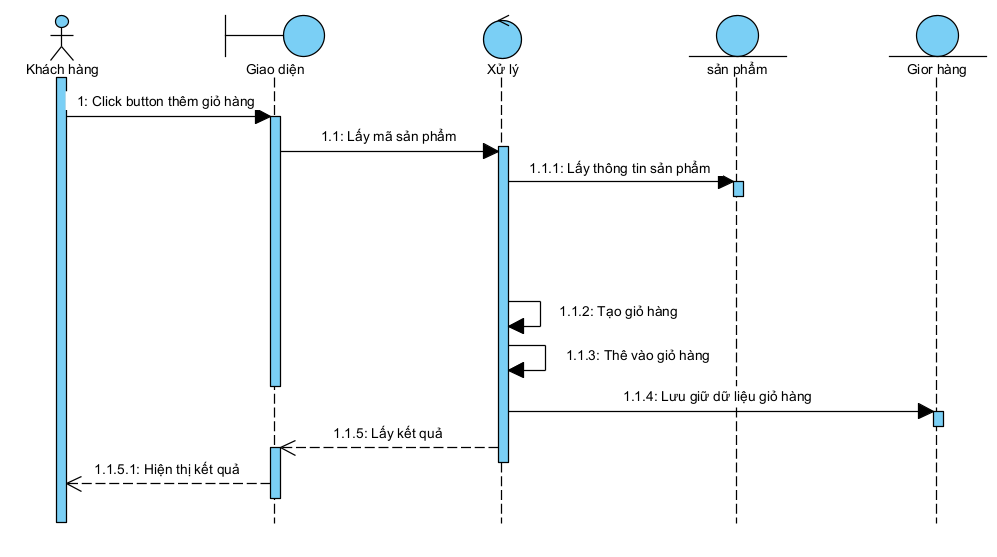 Khách hàng
Giao diện
Xử lý
sản phẩm
Gior hàng
1: Click button thêm giỏ hàng
1.1: Lấy mã sản phẩm
1.1.1: Lấy thông tin sản phẩm
1.1.2: Tạo giỏ hàng
1.1.3: Thê vào giỏ hàng
1.1.4: Lưu giữ dữ liệu giỏ hàng
1.1.5: Lấy kết quả
1.1.5.1: Hiện thị kết quả